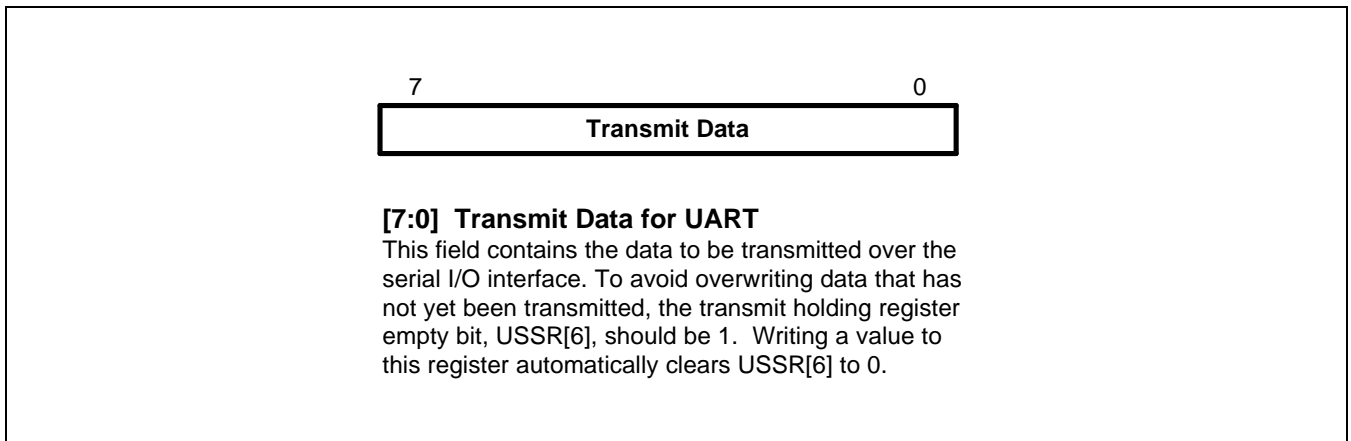 7 0
Transmit Data
[7:0] Transmit Data for UART
This field contains the data to be transmitted over the
serial I/O interface. To avoid overwriting data that has
not yet been transmitted, the transmit holding register
empty bit, USSR[6], should be 1. Writing a value to
this register automatically clears USSR[6] to 0.